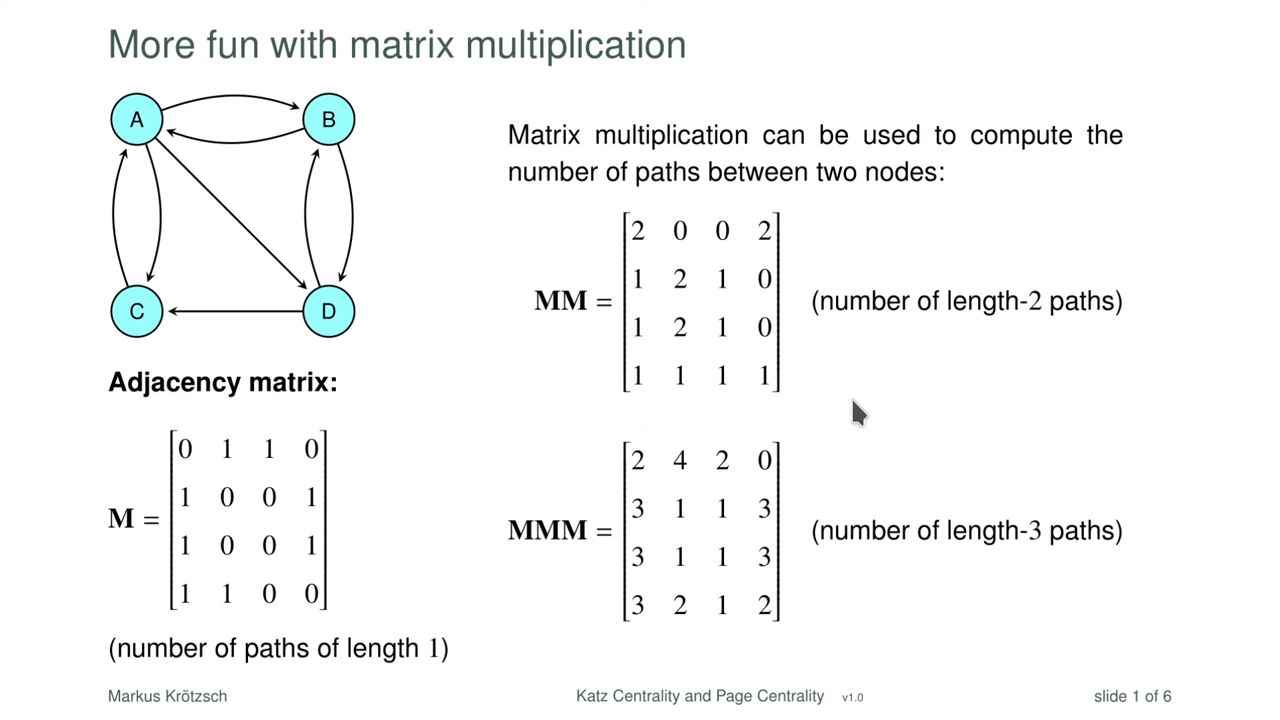 More fun with matrix multiplication
A
B
C
D
Adjacency matrix:
M =
0 1 1 0
1 0 0 1
1 0 0 1
1 1 0 0
(number of paths of length 1)
Matrix multiplication can be used to compute the
number of paths between two nodes:
MM =
2 0 0 2
1 2 1 0
1 2 1 0
1 1 1 1
(number of length-2 paths)
MMM =
2 4 2 0
3 1 1 3
3 1 1 3
3 2 1 2
(number of length-3 paths)
Markus Krötzsch
Katz Centrality and Page Centrality v1.0
slide 1 of 6